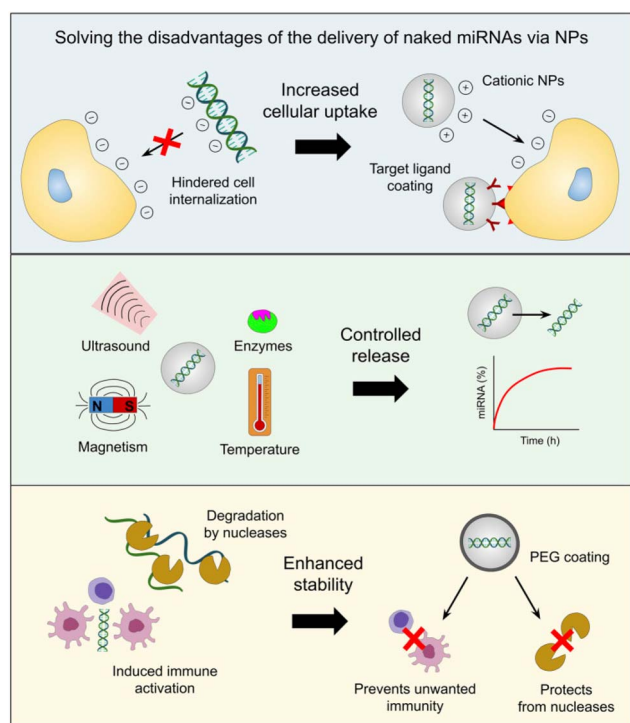 Solving the disadvantages of the delivery of naked miRNAs via NPs
Increased
cellular uptake
Hindered cell
internalization
Cationic NPs
Target ligand
coating
Ultrasound
Enzymes
N S
Magnetism
Temperature
Controlled
release
miRNA (%)
Time (h)
Degradation
by nucleases
Induced immune
activation
Enhanced
stability
PEG coating
Prevents unwanted
immunity
Protects
from nucleases